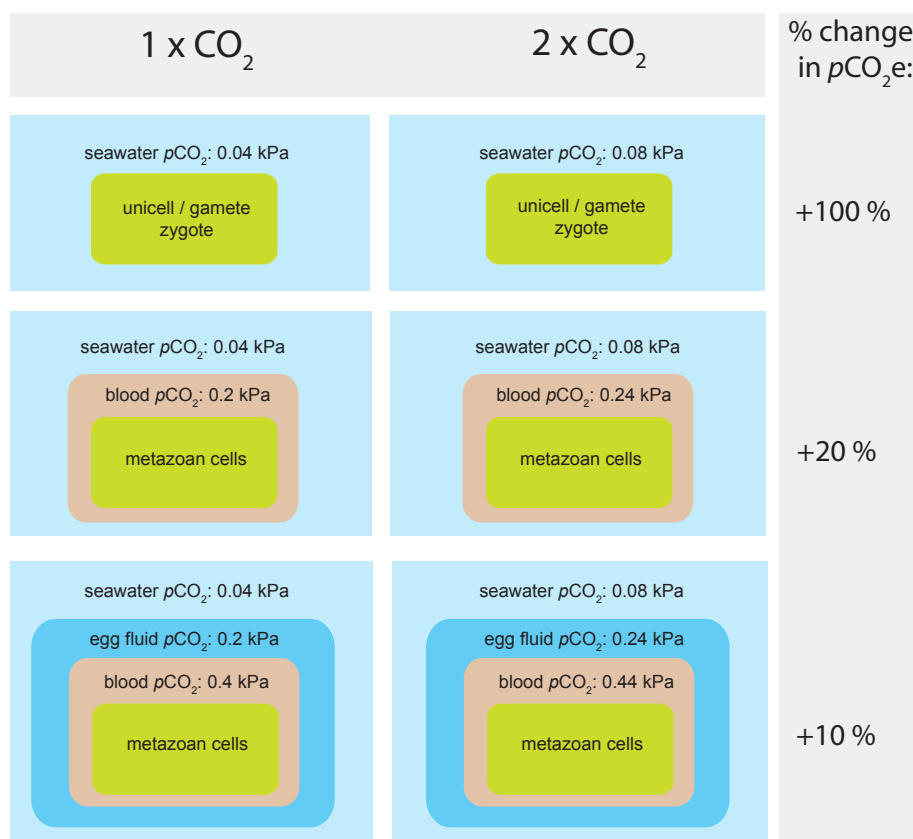 1 x CO₂
2 x CO₂
% change
in pCO₂e:
seawater pCO₂: 0.04 kPa
unicell / gamete
zygote
seawater pCO₂: 0.08 kPa
unicell / gamete
zygote
+100 %
seawater pCO₂: 0.04 kPa
blood pCO₂: 0.2 kPa
metazoan cells
seawater pCO₂: 0.08 kPa
blood pCO₂: 0.24 kPa
metazoan cells
+20 %
seawater pCO₂: 0.04 kPa
egg fluid pCO₂: 0.2 kPa
blood pCO₂: 0.4 kPa
metazoan cells
seawater pCO₂: 0.08 kPa
egg fluid pCO₂: 0.24 kPa
blood pCO₂: 0.44 kPa
metazoan cells
+10 %